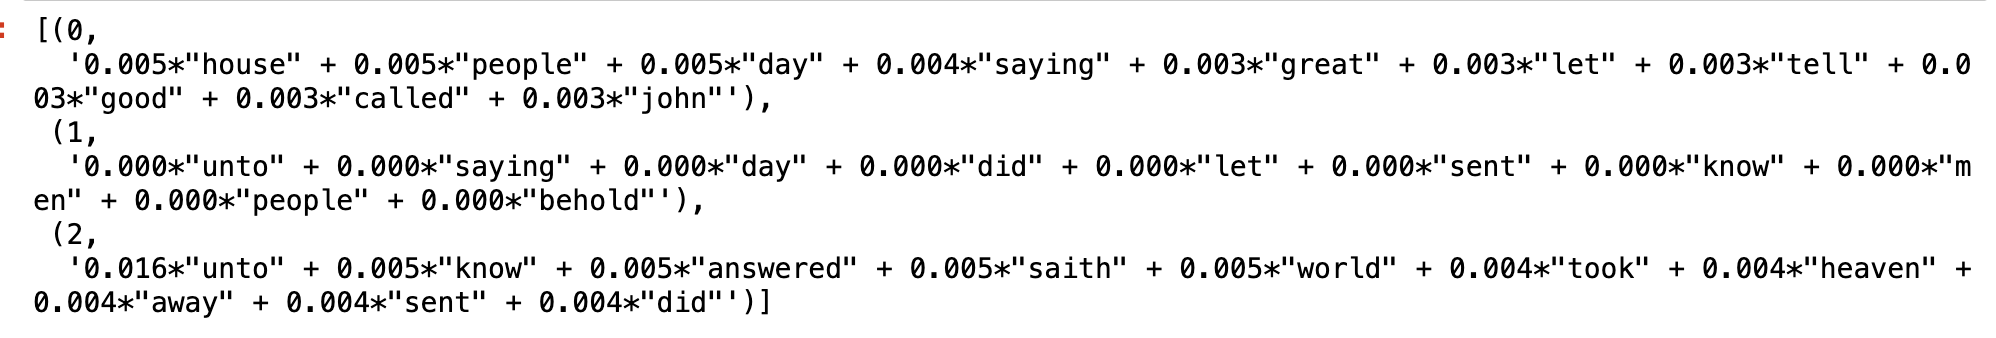 [(0,
'0.005*"house" + 0.005*"people" + 0.005*"day" + 0.004*"saying" + 0.003*"great" + 0.003*"let" + 0.003*"tell" + 0.0
03*"good" + 0.003*"called" + 0.003*"john"'),
(1,
'0.000*"unto" + 0.000*"saying" + 0.000*"day" + 0.000*"did" + 0.000*"let" + 0.000*"sent" + 0.000*"know" + 0.000*"m
en" + 0.000*"people" + 0.000*"behold"'),
(2,
'0.016*"unto" + 0.005*"know" + 0.005*"answered" + 0.005*"saith" + 0.005*"world" + 0.004*"took" + 0.004*"heaven" +
0.004*"away" + 0.004*"sent" + 0.004*"did"')]